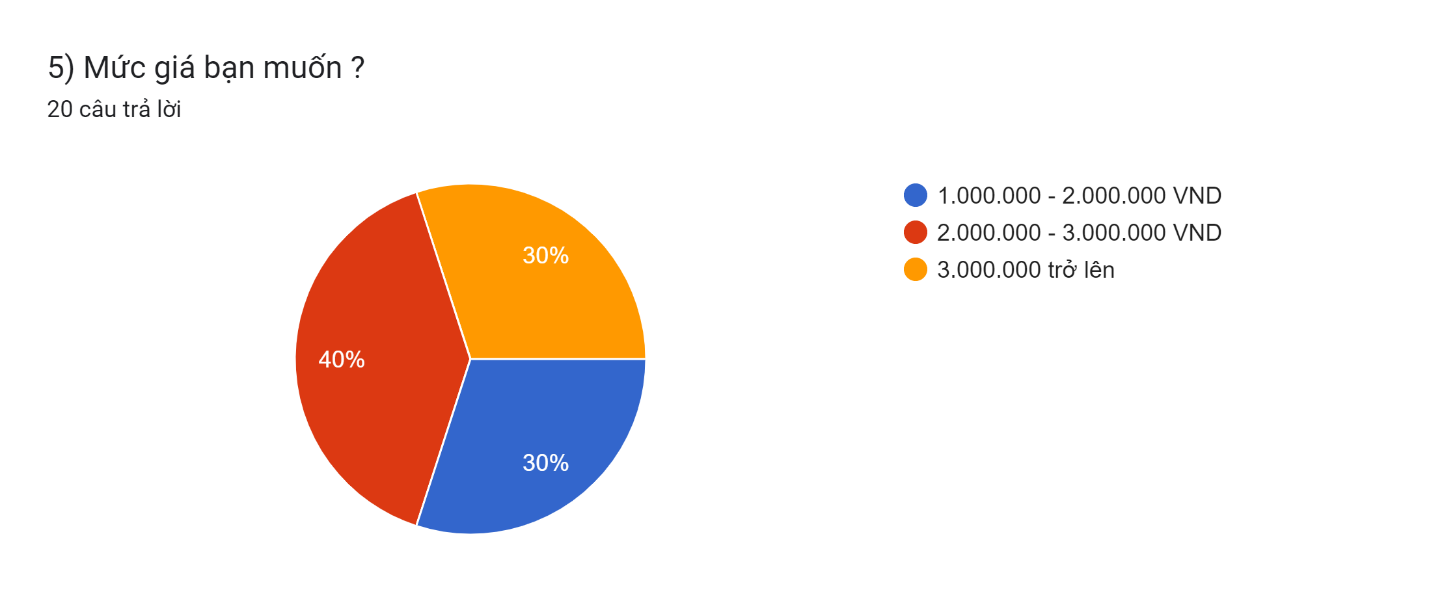 5) Mức giá bạn muốn ?
20 câu trả lời
1.000.000 - 2.000.000 VND
2.000.000 - 3.000.000 VND
3.000.000 trở lên
30%
40%
30%